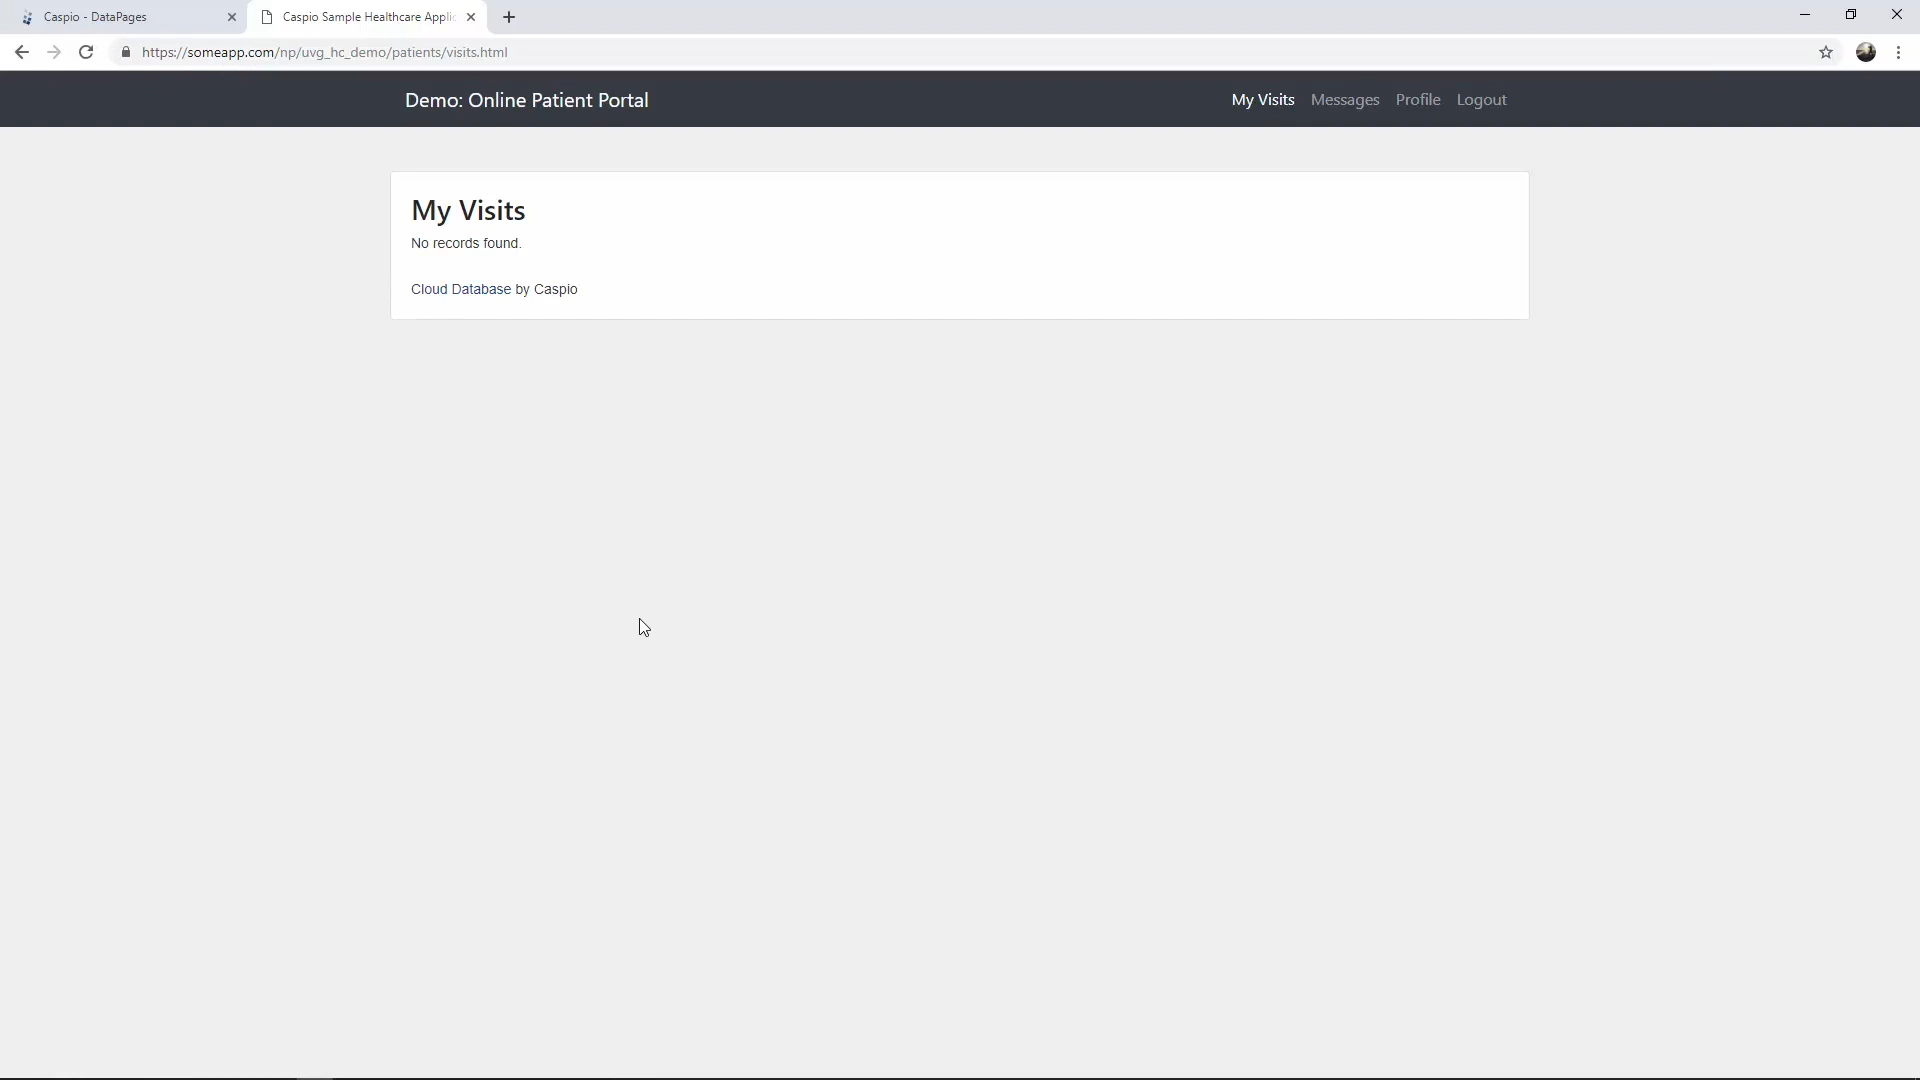 Caspio - DataPages
Caspio Sample Healthcare Applic
https://someapp.com/np/uvg_hc_demo/patients/visits.html
Demo: Online Patient Portal
My Visits Messages Profile Logout
My Visits
No records found.
Cloud Database by Caspio